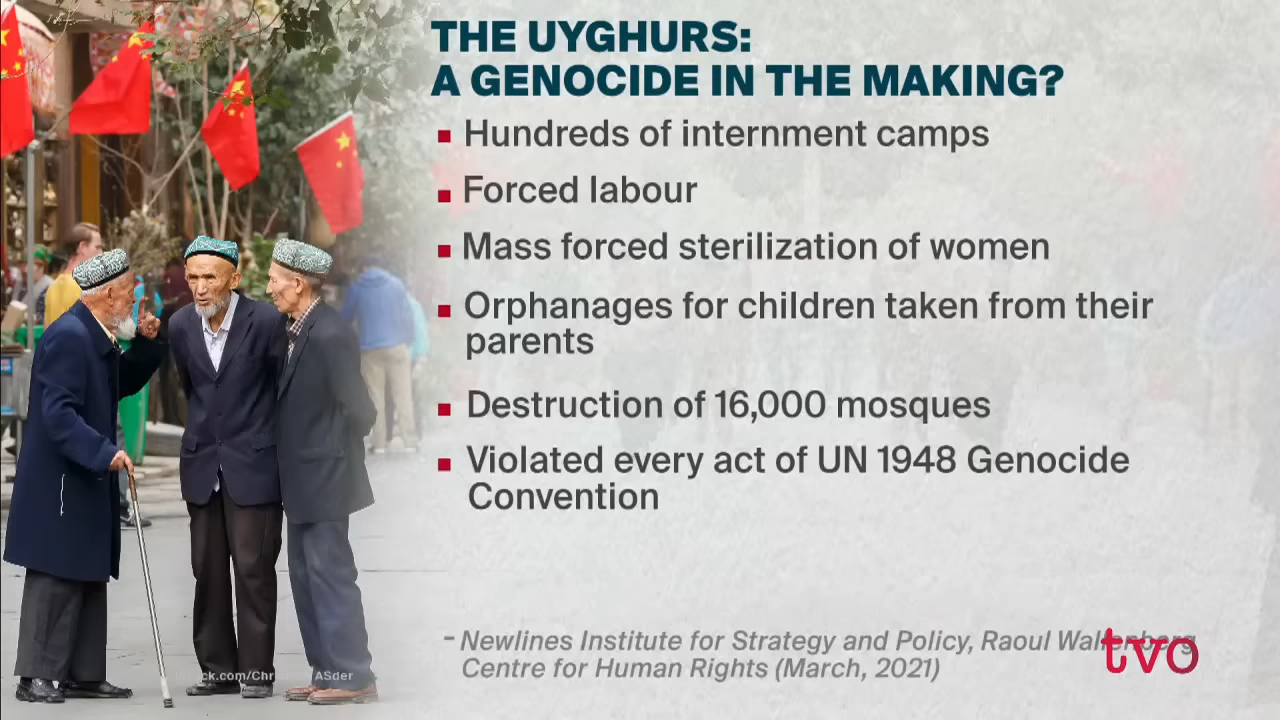 THE UYGHURS:
A GENOCIDE IN THE MAKING?
Hundreds of internment camps
Forced labour
Mass forced sterilization of women
Orphanages for children taken from their
parents
Destruction of 16,000 mosques
Violated every act of UN 1948 Genocide
Convention
- Newlines Institute for Strategy and Policy, Raoul Wallenberg
Centre for Human Rights (March, 2021)
tvo